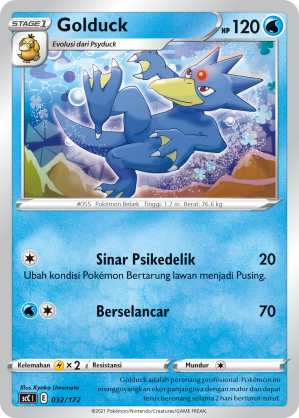 STAGE 1 Golduck HP 120
Evolusi dari Psyduck
#055 Pokémon Bebek Tinggi: 1.7 m Berat: 76.6 kg
Sinar Psikedelik 20
Ubah kondisi Pokémon Bertarung lawan menjadi Pusing.
Berselancar 70
Kelemahan × 2 Resistansi Mundur
Illus. Kyoko Umemoto
sC1 I E 032/172
Golduck adalah perenang profesional. Pokémon ini
mengggoyangkan ekor panjangnya dengan mahir dan dapat
terus berenang selama 2 hari berturut-turut.
©2021 Pokémon/Nintendo/Creatures/GAME FREAK